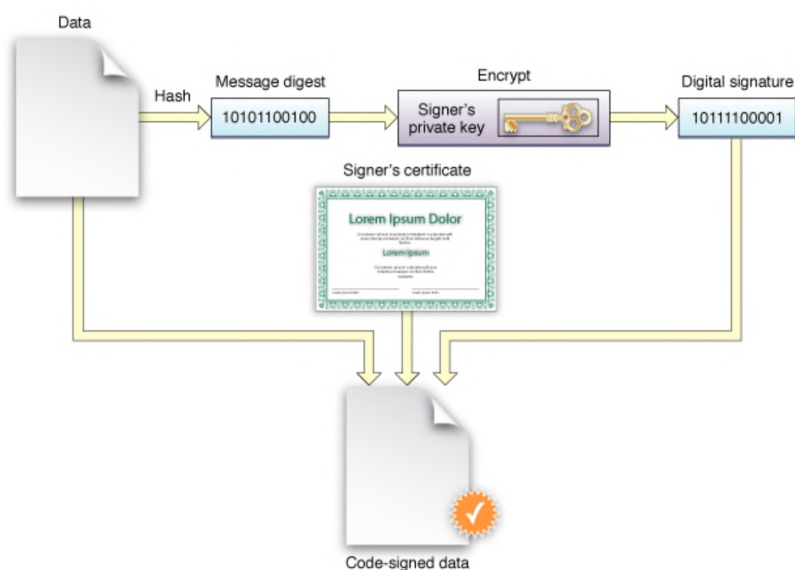 Data
Hash
Message digest
10101100100
Encrypt
Signer's
private key
Digital signature
10111100001
Signer's certificate
Lorem Ipsum Dolor
Lorem Ipsum
Code-signed data